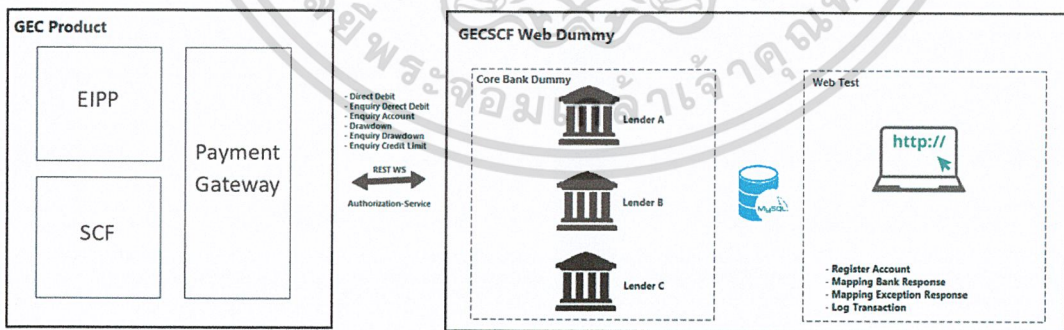 GEC Product
EIPP
SCF
Payment
Gateway
- Direct Debit
- Enquiry Derect Debit
- Enquiry Account
- Drawdown
- Enquiry Drawdown
- Enquiry Credit Limit
REST WS
Authorization-Service
GECSCF Web Dummy
Core Bank Dummy
Lender A
Lender B
Lender C
MySQL
Web Test
http://
- Register Account
- Mapping Bank Response
- Mapping Exception Response
- Log Transaction